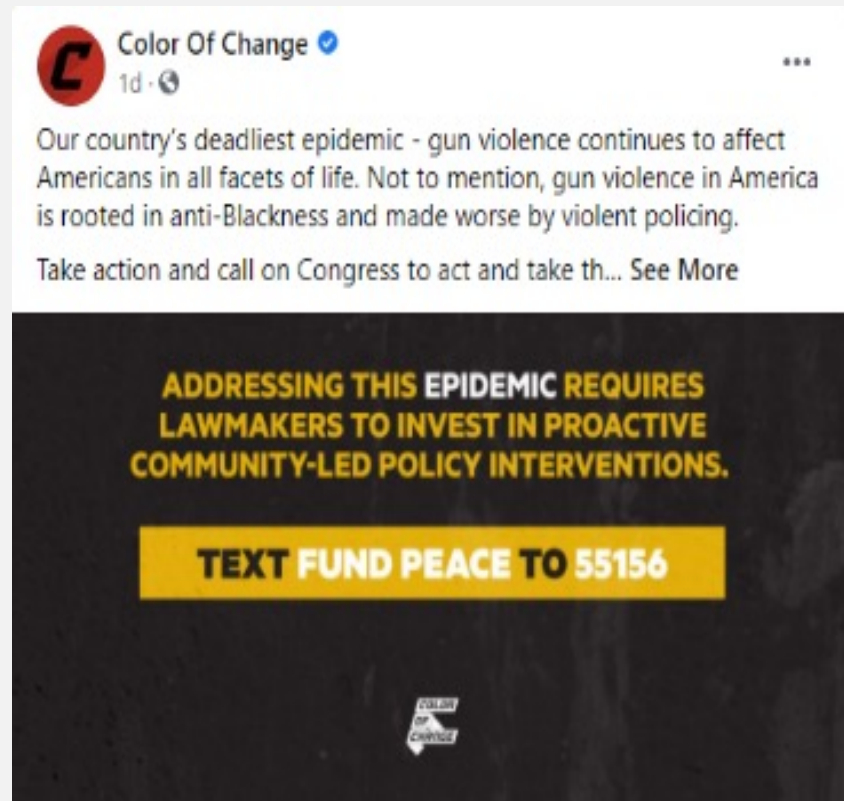 Color Of Change
1d ·
Our country's deadliest epidemic - gun violence continues to affect
Americans in all facets of life. Not to mention, gun violence in America
is rooted in anti-Blackness and made worse by violent policing.
Take action and call on Congress to act and take th... See More
ADDRESSING THIS EPIDEMIC REQUIRES
LAWMAKERS TO INVEST IN PROACTIVE
COMMUNITY-LED POLICY INTERVENTIONS.
TEXT FUND PEACE TO 55156
COLOR
OF
CHANGE